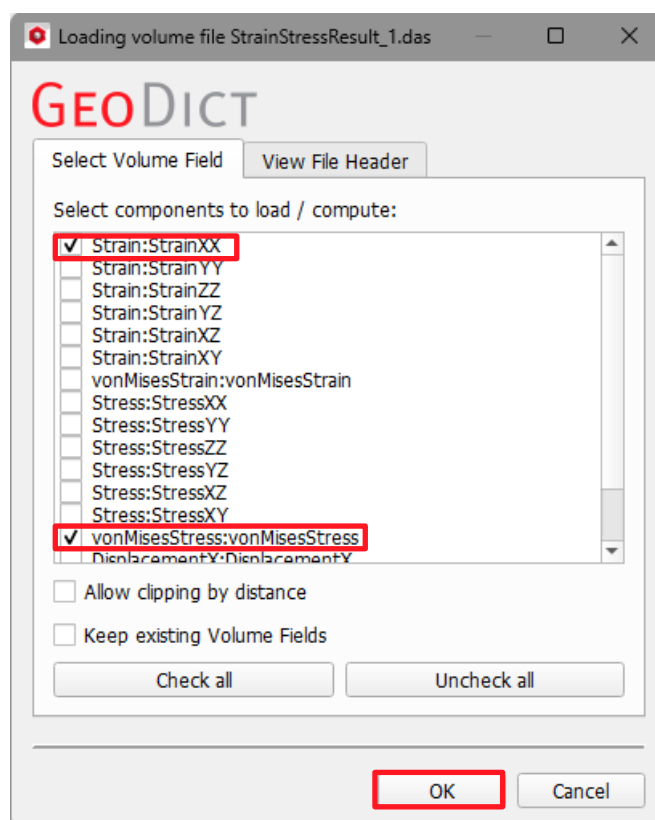 Loading volume file StrainStressResult_1.das
GEODICT
Select Volume Field View File Header
Select components to load / compute:
Strain:StrainXX
Strain:StrainYY
Strain:StrainZZ
Strain:StrainYZ
Strain:StrainXZ
Strain:StrainXY
vonMisesStrain:vonMisesStrain
Stress:StressXX
Stress:StressYY
Stress:StressZZ
Stress:StressYZ
Stress:StressXZ
Stress:StressXY
vonMisesStress:vonMisesStress
DisplacementX:DisplacementX
Allow clipping by distance
Keep existing Volume Fields
Check all Uncheck all
OK Cancel